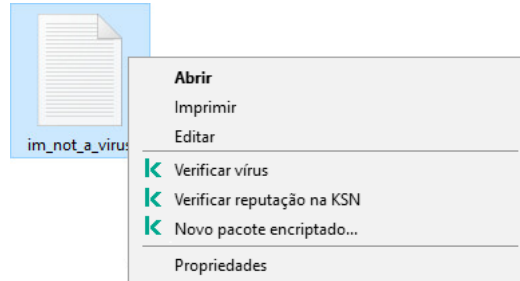 im_not_a_virus
Abrir
Imprimir
Editar
Verificar vírus
Verificar reputação na KSN
Novo pacote encriptado...
Propriedades